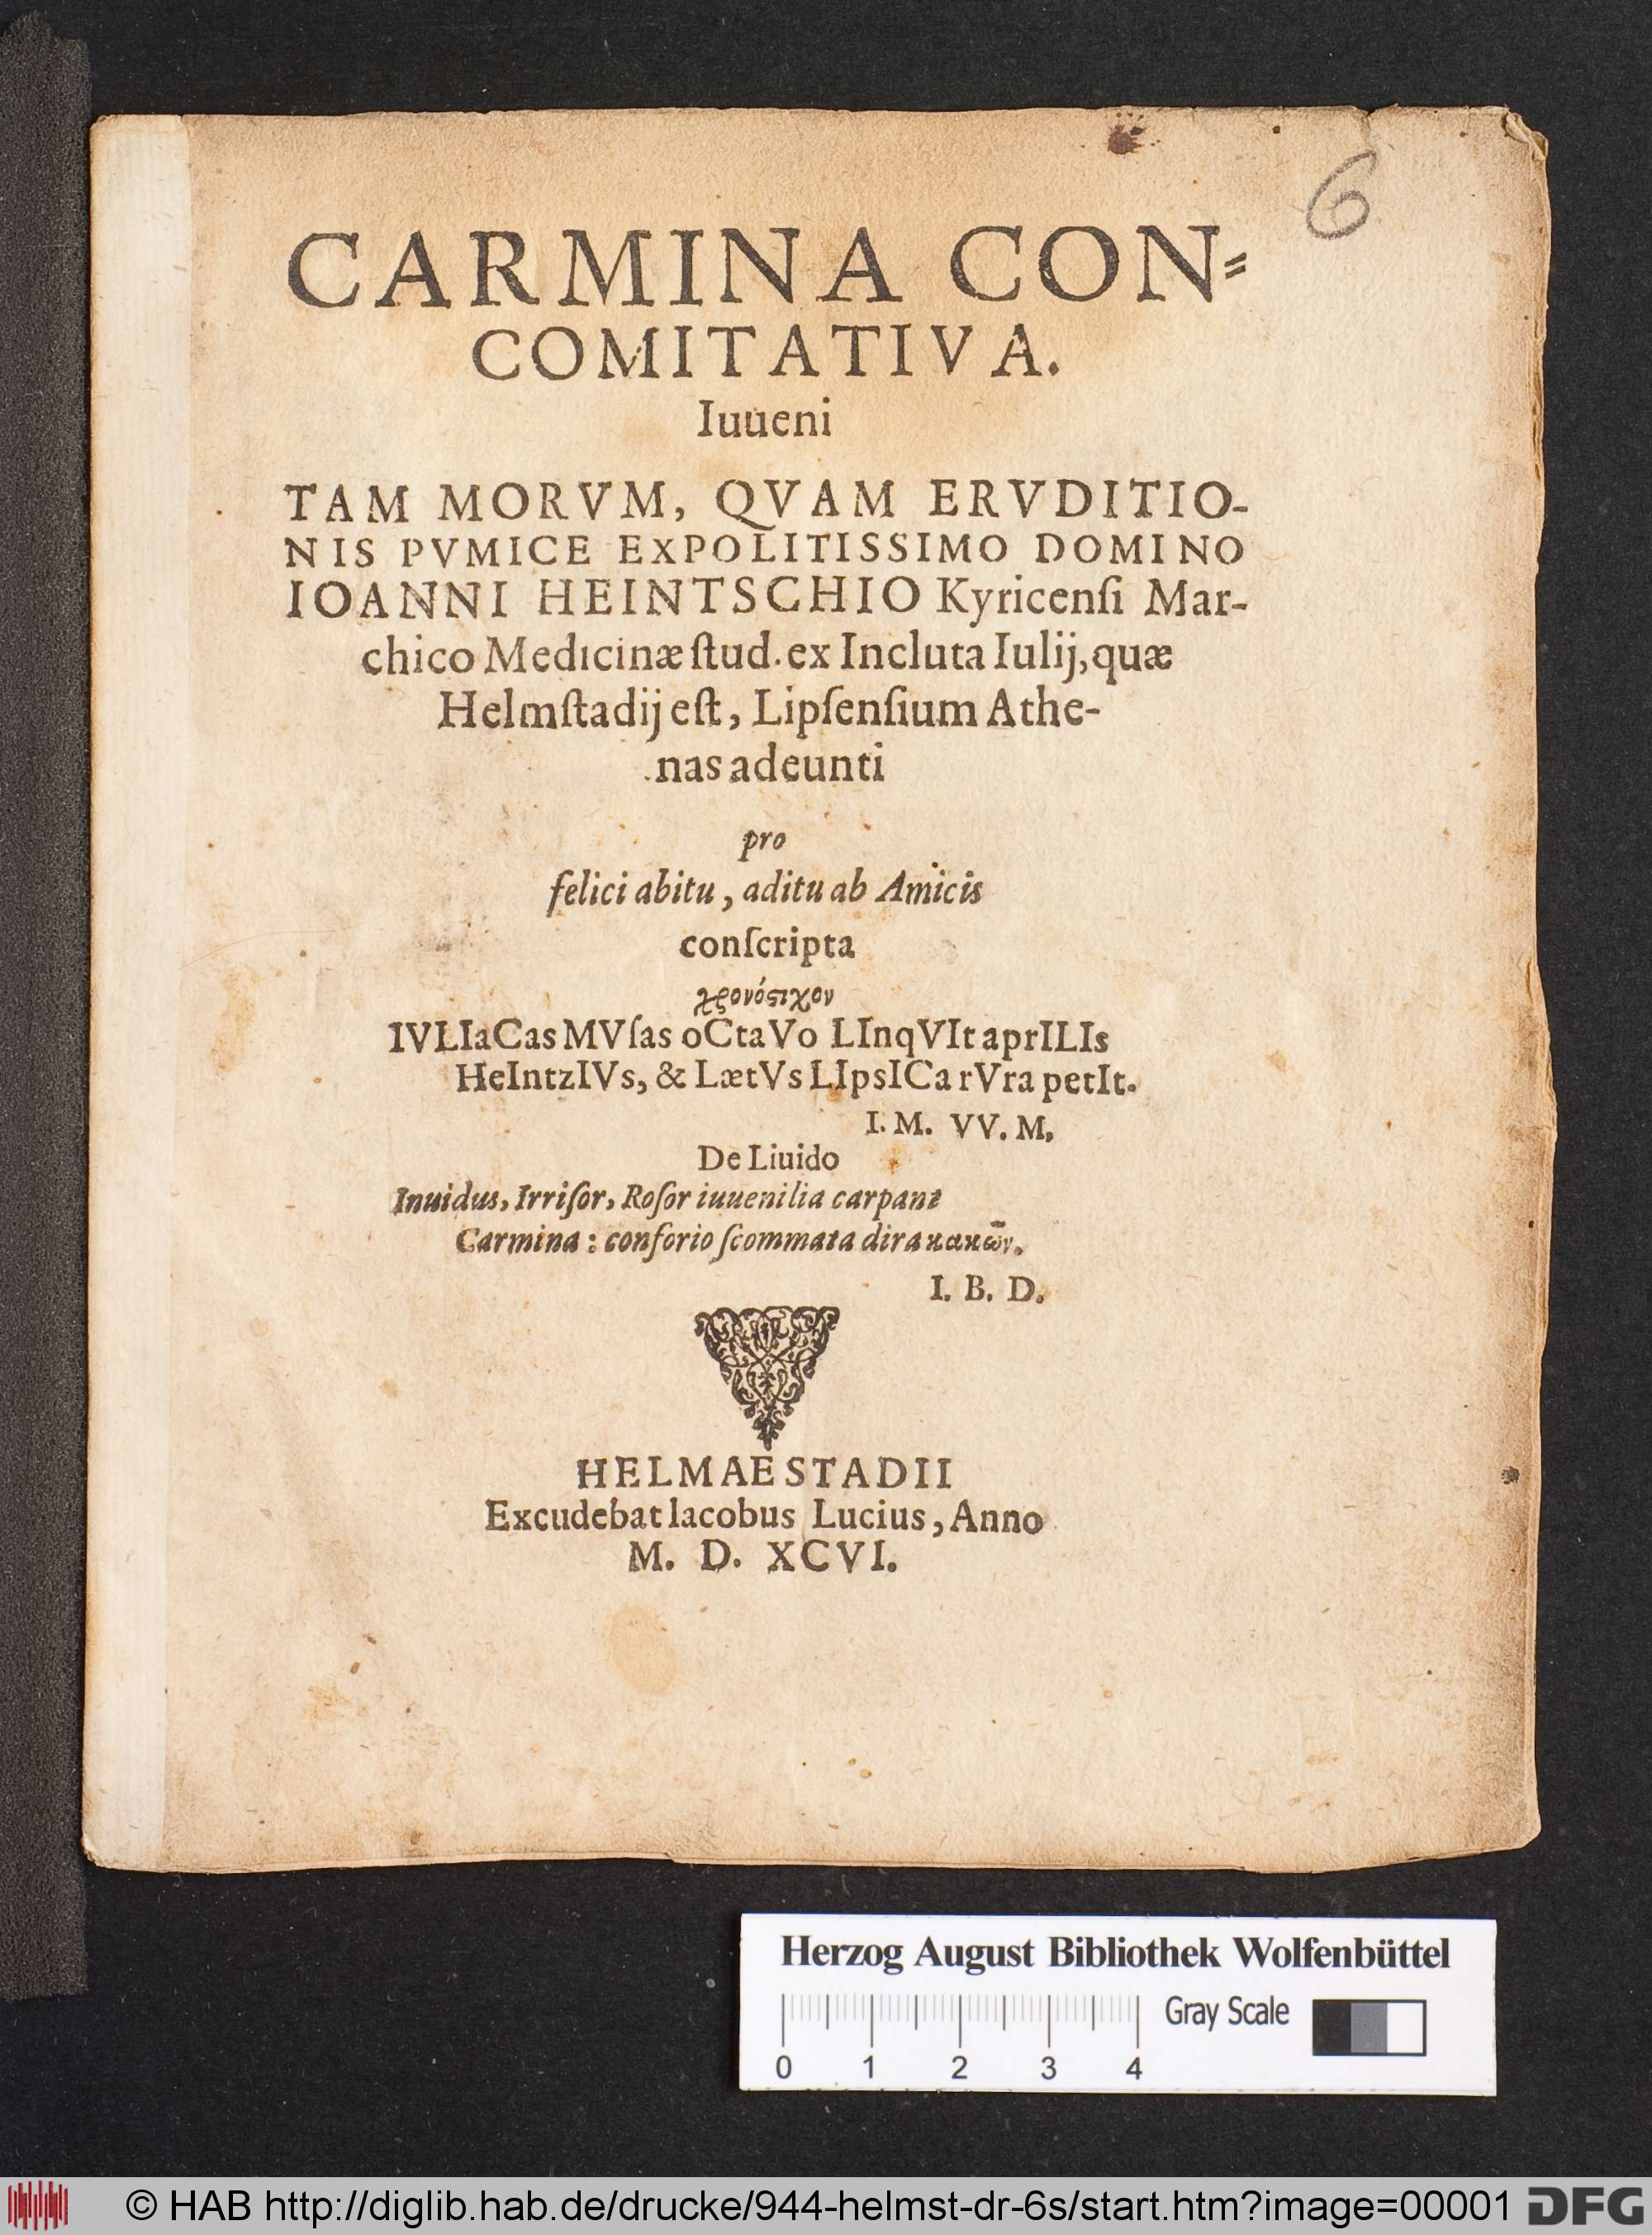 6
CARMINA CON=
COMITATIVA.
Iuueni
TAM MORVM, QVAM ERVDITIO-
NIS PVMICE EXPOLITISSIMO DOMINO
IOANNI HEINTSCHIO Kyricenſi Mar-
chico Medicinæ ſtud. ex Incluta Iulij, quæ
Helmſtadij eſt, Lipſenſium Athe-
nas adeunti
pro
felici abitu, aditu ab Amicis
conſcripta
χρονόϛιχον
IVLIaCas MVſas oCtaVo LInqVIt aprILIs
HeIntzIVs, & LætVs LIpsICa rVra petIt.
I. M. VV. M.
De Liuido
Inuidus, Irriſor, Roſor iuuenilia carpant
Carmina: conforio ſcommata dira κακῶν.
I. B. D.
HELMAESTADII
Excudebat Iacobus Lucius, Anno
M. D. XCVI.
Herzog August Bibliothek Wolfenbüttel
Gray Scale
0 1 2 3 4
© HAB http://diglib.hab.de/drucke/944-helmst-dr-6s/start.htm?image=00001 DFG